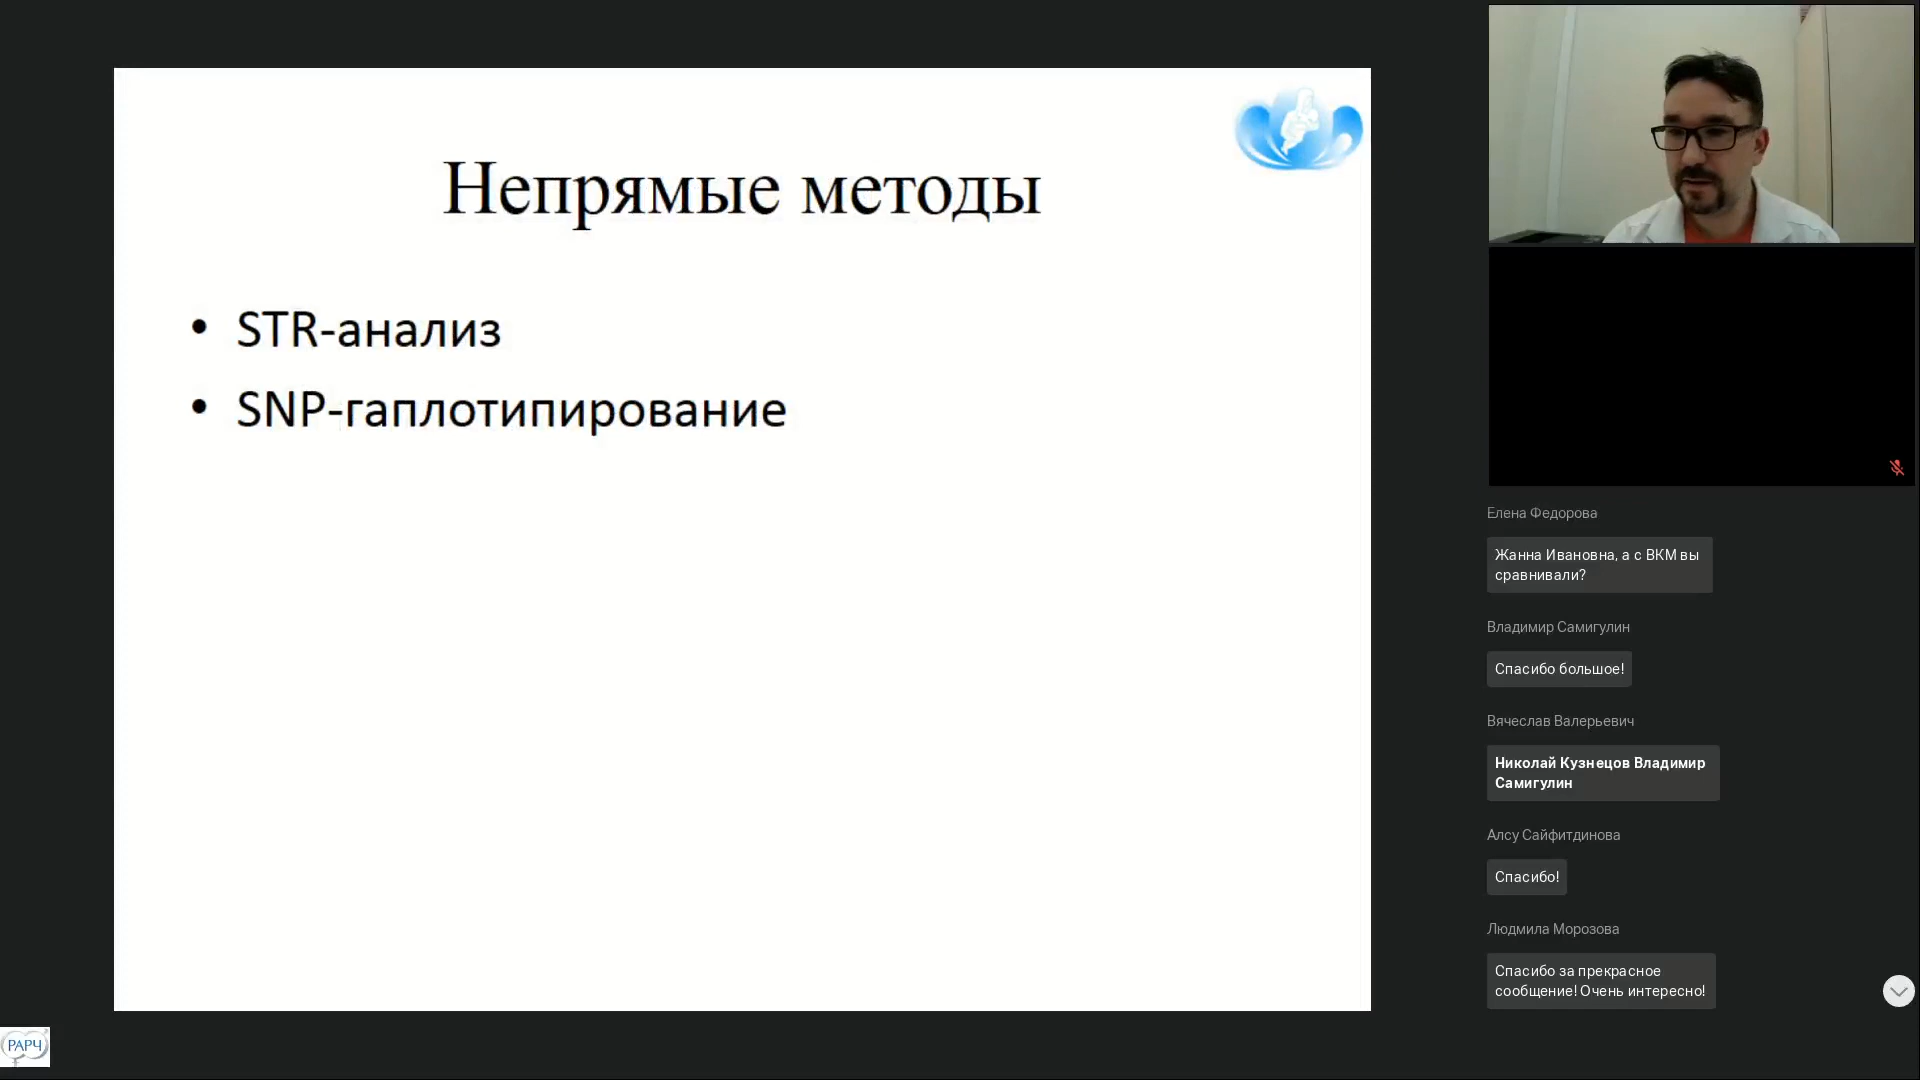 Непрямые методы
• STR-анализ
• SNP-гаплотипирование
Елена Федорова
Жанна Ивановна, а с ВКМ вы
сравнивали?
Владимир Самигулин
Спасибо большое!
Вячеслав Валерьевич
Николай Кузнецов Владимир
Самигулин
Алсу Сайфитдинова
Спасибо!
Людмила Морозова
Спасибо за прекрасное
сообщение! Очень интересно!
РАРЧ